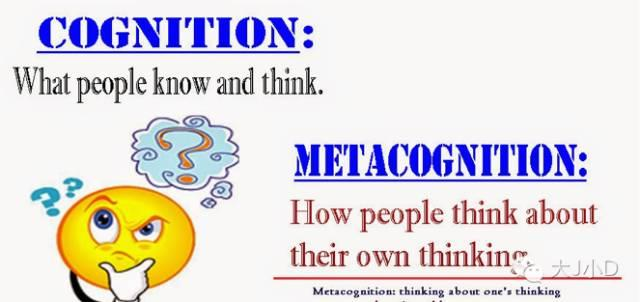 COGNITION:
What people know and think.
METACOGNITION:
How people think about
their own thinking
大J小D
Metacognition: thinking about one's thinking